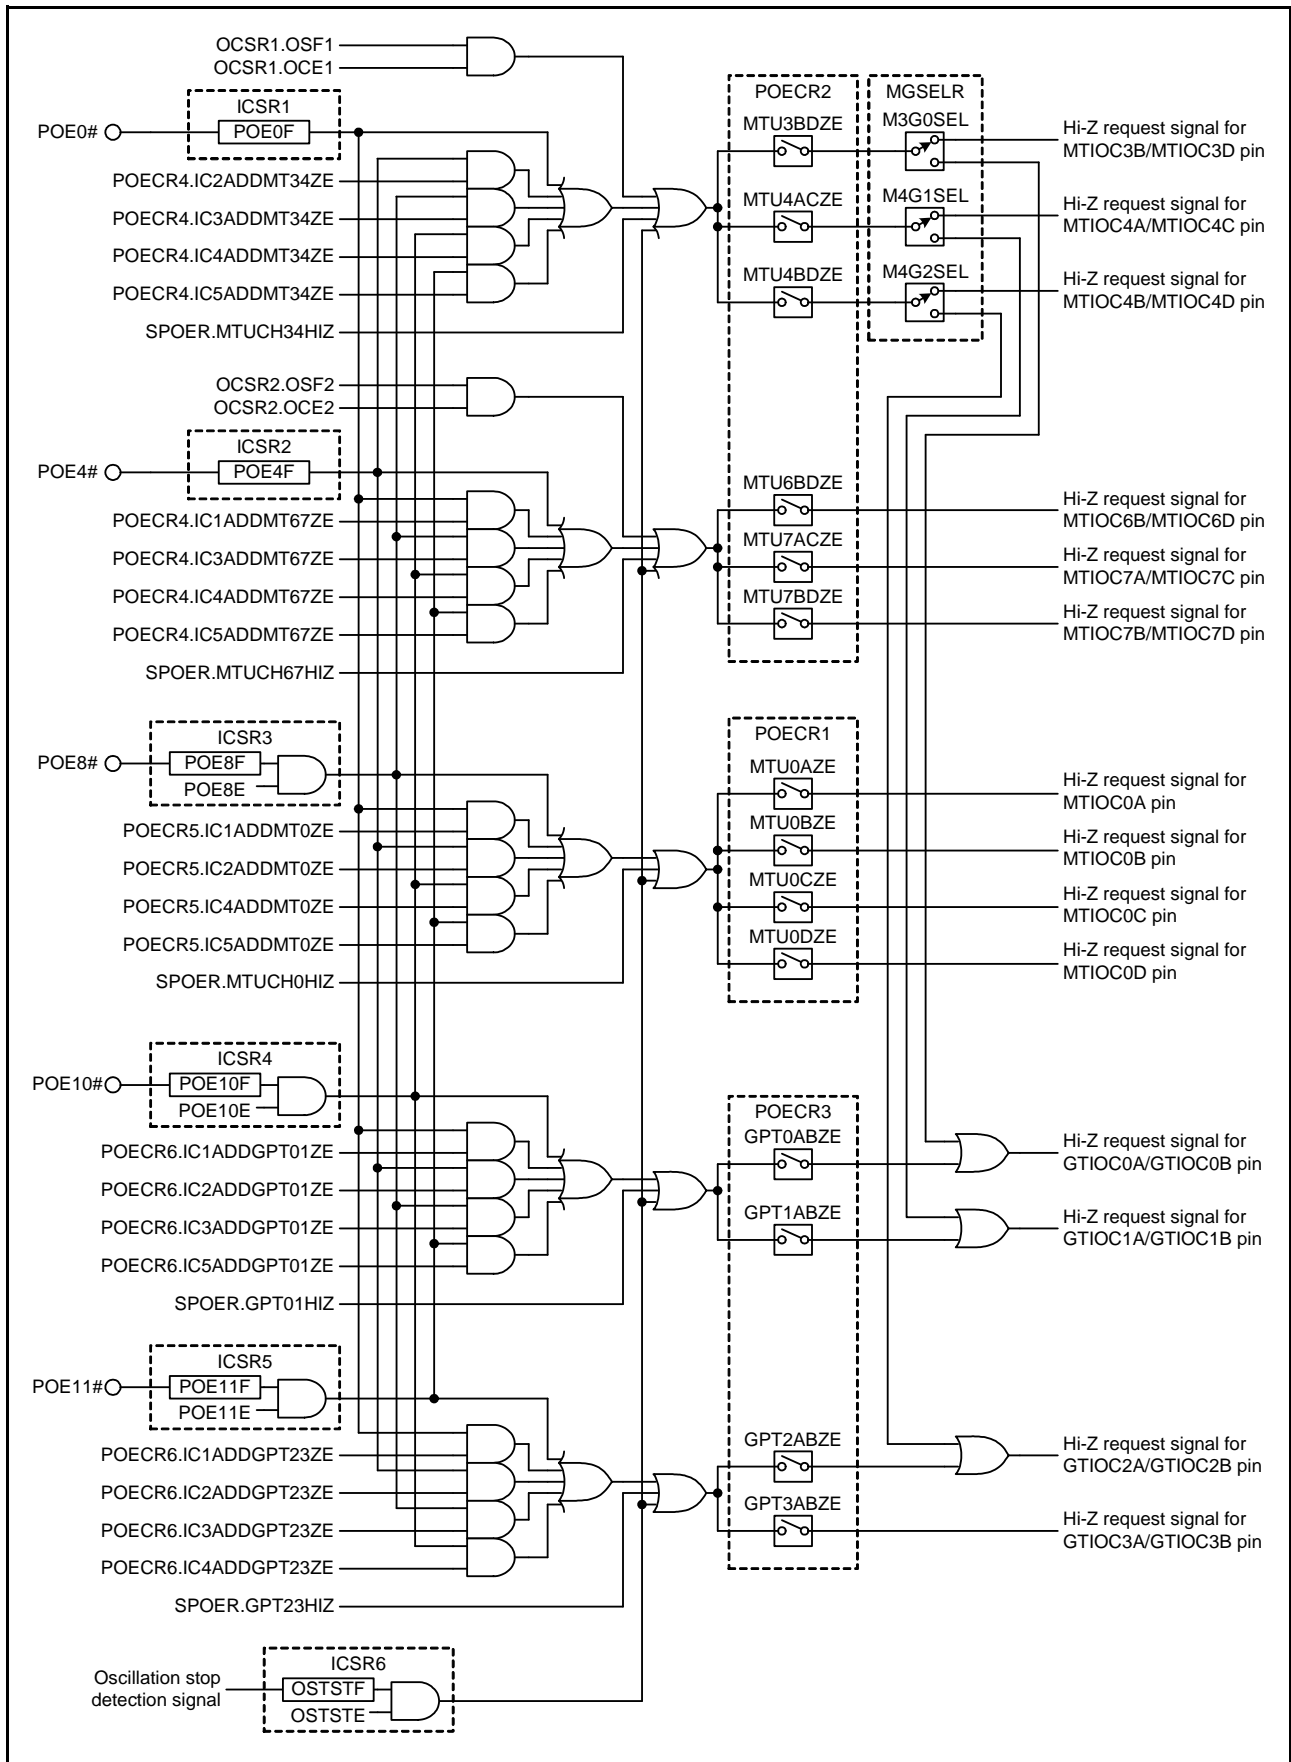 OCSR1.OSF1
OCSR1.OCE1
ICSR1
POE0#
POE0F
POECR4.IC2ADDMT34ZE
POECR4.IC3ADDMT34ZE
POECR4.IC4ADDMT34ZE
POECR4.IC5ADDMT34ZE
SPOER.MTUCH34HIZ
POECR2
MTU3BDZE
MTU4ACZE
MTU4BDZE
MGSELR
M3G0SEL
M4G1SEL
M4G2SEL
Hi-Z request signal for
MTIOC3B/MTIOC3D pin
Hi-Z request signal for
MTIOC4A/MTIOC4C pin
Hi-Z request signal for
MTIOC4B/MTIOC4D pin
OCSR2.OSF2
OCSR2.OCE2
ICSR2
POE4#
POE4F
POECR4.IC1ADDMT67ZE
POECR4.IC3ADDMT67ZE
POECR4.IC4ADDMT67ZE
POECR4.IC5ADDMT67ZE
SPOER.MTUCH67HIZ
MTU6BDZE
MTU7ACZE
MTU7BDZE
Hi-Z request signal for
MTIOC6B/MTIOC6D pin
Hi-Z request signal for
MTIOC7A/MTIOC7C pin
Hi-Z request signal for
MTIOC7B/MTIOC7D pin
ICSR3
POE8#
POE8F
POE8E
POECR5.IC1ADDMT0ZE
POECR5.IC2ADDMT0ZE
POECR5.IC4ADDMT0ZE
POECR5.IC5ADDMT0ZE
SPOER.MTUCH0HIZ
POECR1
MTU0AZE
MTU0BZE
MTU0CZE
MTU0DZE
Hi-Z request signal for
MTIOC0A pin
Hi-Z request signal for
MTIOC0B pin
Hi-Z request signal for
MTIOC0C pin
Hi-Z request signal for
MTIOC0D pin
ICSR4
POE10#
POE10F
POE10E
POECR6.IC1ADDGPT01ZE
POECR6.IC2ADDGPT01ZE
POECR6.IC3ADDGPT01ZE
POECR6.IC5ADDGPT01ZE
SPOER.GPT01HIZ
POECR3
GPT0ABZE
GPT1ABZE
Hi-Z request signal for
GTIOC0A/GTIOC0B pin
Hi-Z request signal for
GTIOC1A/GTIOC1B pin
ICSR5
POE11#
POE11F
POE11E
POECR6.IC1ADDGPT23ZE
POECR6.IC2ADDGPT23ZE
POECR6.IC3ADDGPT23ZE
POECR6.IC4ADDGPT23ZE
SPOER.GPT23HIZ
GPT2ABZE
GPT3ABZE
Hi-Z request signal for
GTIOC2A/GTIOC2B pin
Hi-Z request signal for
GTIOC3A/GTIOC3B pin
ICSR6
Oscillation stop
detection signal
OSTSTF
OSTSTE